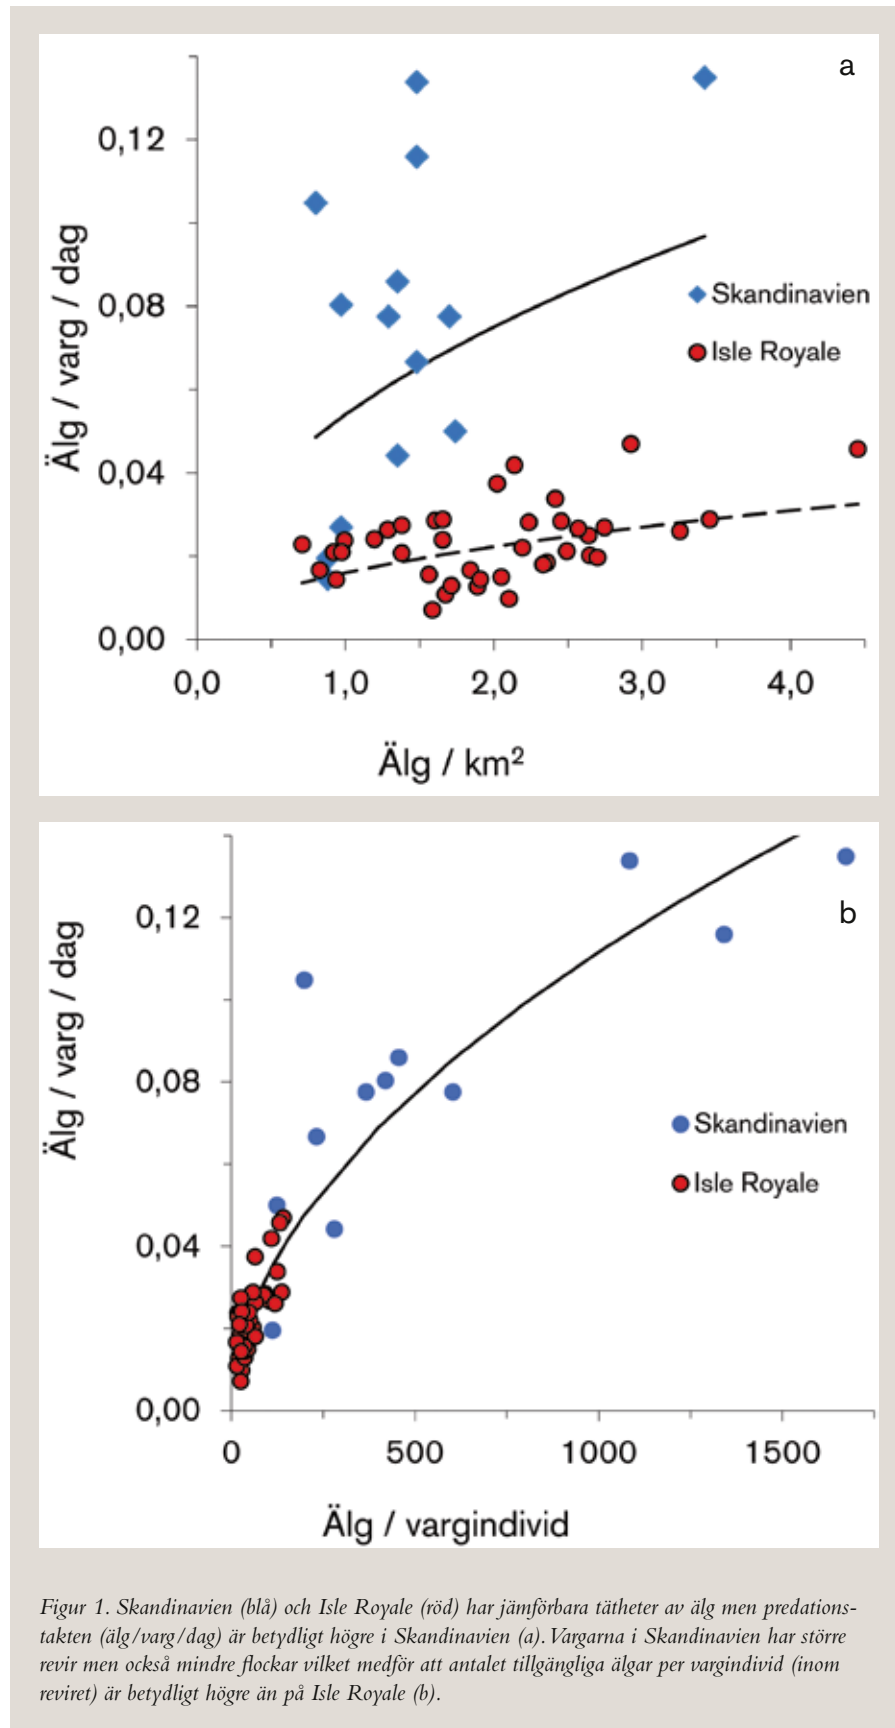 a
0,12
0,08
0,04
0,00
Älg / varg / dag
Skandinavien
Isle Royale
0,0 1,0 2,0 3,0 4,0
Älg / km²
b
0,12
0,08
0,04
0,00
Älg / varg / dag
Skandinavien
Isle Royale
0 500 1000 1500
Älg / vargindivid
Figur 1. Skandinavien (blå) och Isle Royale (röd) har jämförbara tätheter av älg men predations-
takten (älg/varg/dag) är betydligt högre i Skandinavien (a). Vargarna i Skandinavien har större
revir men också mindre flockar vilket medför att antalet tillgängliga älgar per vargindivid (inom
reviret) är betydligt högre än på Isle Royale (b).